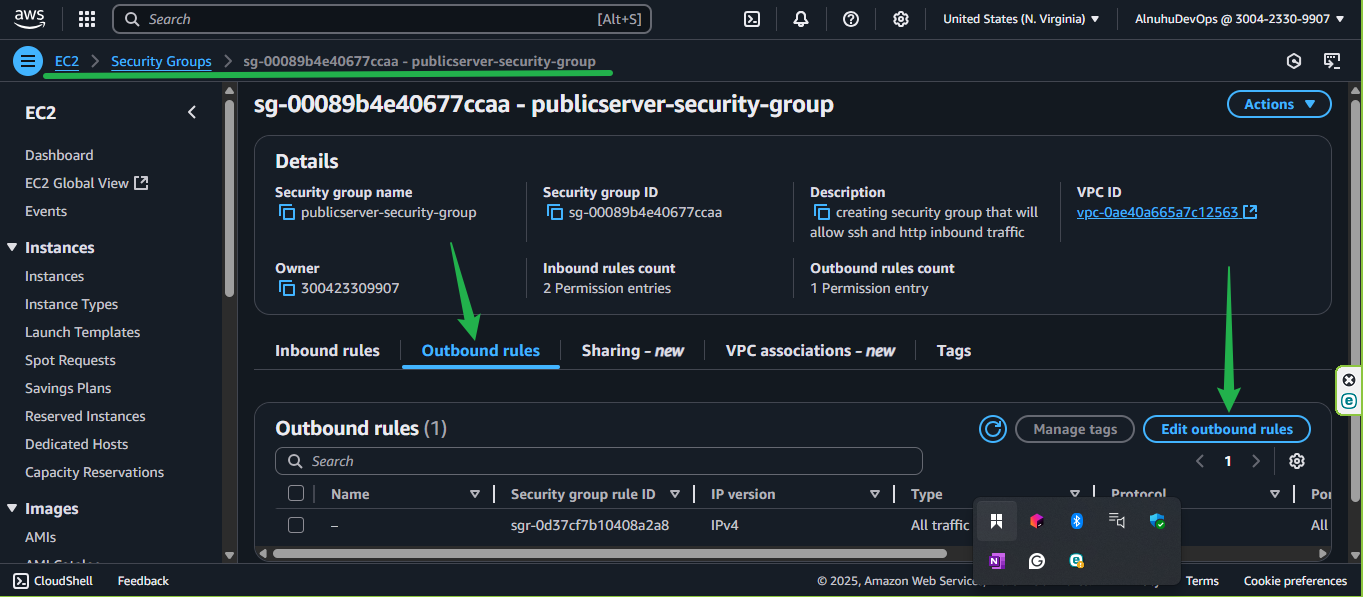 aws
Search [Alt+S]
United States (N. Virginia)
AlnuhuDevOps @ 3004-2330-9907
EC2 > Security Groups > sg-00089b4e40677ccaa - publicserver-security-group
EC2
Dashboard
EC2 Global View
Events
Instances
Instances
Instance Types
Launch Templates
Spot Requests
Savings Plans
Reserved Instances
Dedicated Hosts
Capacity Reservations
Images
AMIs
sg-00089b4e40677ccaa - publicserver-security-group
Actions
Details
Security group name
publicserver-security-group
Security group ID
sg-00089b4e40677ccaa
Description
creating security group that will
allow ssh and http inbound traffic
VPC ID
vpc-0ae40a665a7c12563
Owner
300423309907
Inbound rules count
2 Permission entries
Outbound rules count
1 Permission entry
Inbound rules
Outbound rules
Sharing - new
VPC associations - new
Tags
Outbound rules (1)
Manage tags
Edit outbound rules
Search
1
Name
Security group rule ID
IP version
Type
Protocol
–
sgr-0d37cf7b10408a2a8
IPv4
All traffic
All
CloudShell
Feedback
© 2025, Amazon Web
Terms
Cookie preferences